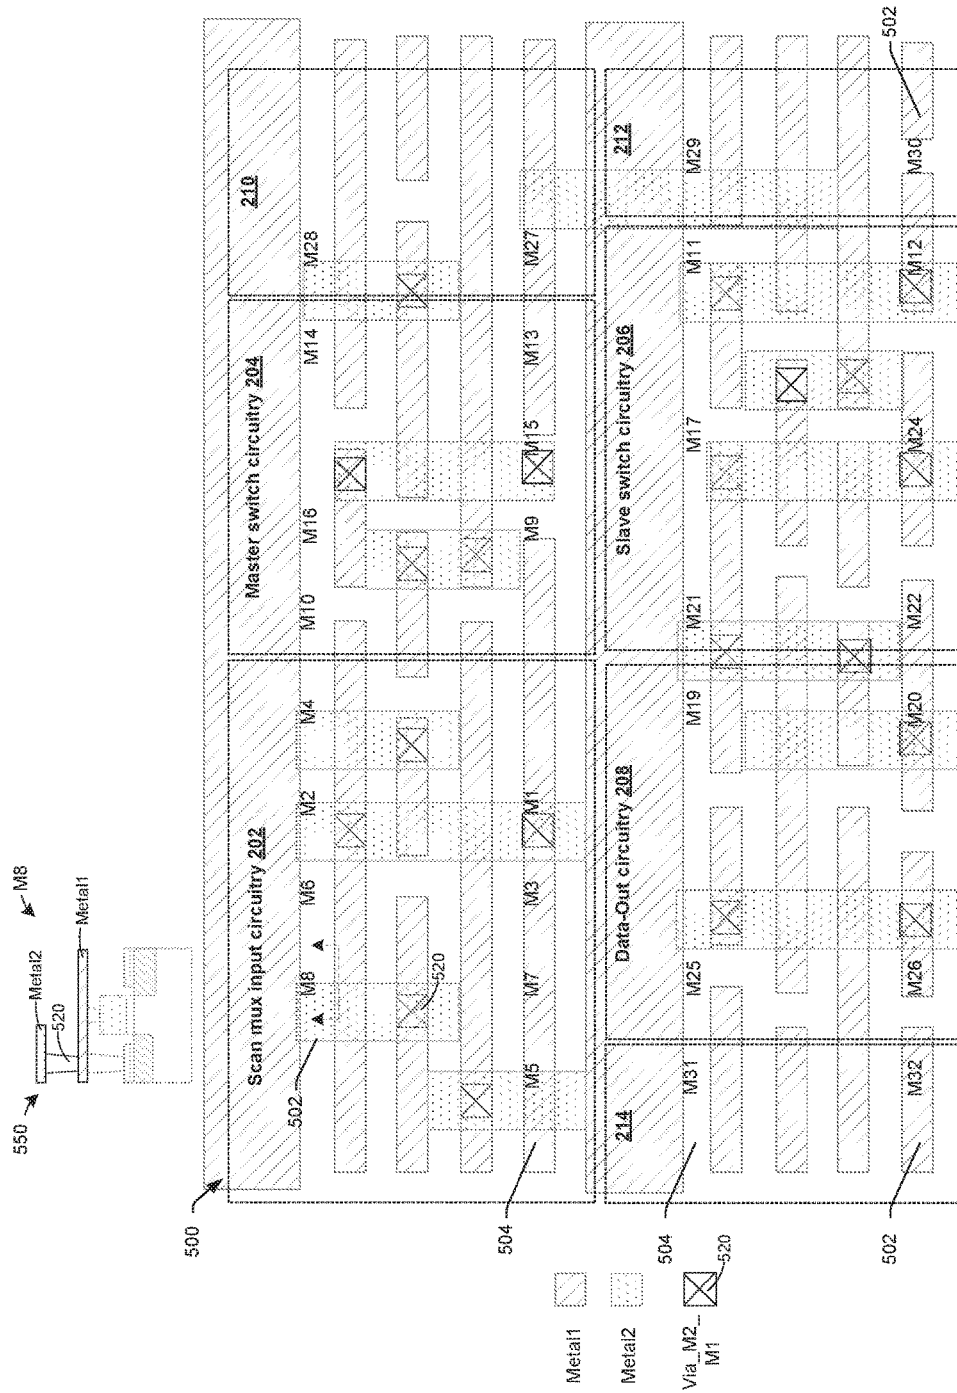 550
Metal2
520
M8
Metal1
500
Scan mux input circuitry 202
Master switch circuitry 204
210
502
M8
M6
M2
M4
M10
M16
M14
M28
520
504
M5
M7
M3
M1
M9
M15
M13
M27
214
Data-Out circuitry 208
Slave switch circuitry 206
212
504
M31
M25
M19
M21
M17
M11
M29
502
M32
M26
M20
M22
M24
M12
M30
502
Metal1
Metal2
Via_M2_
M1
520